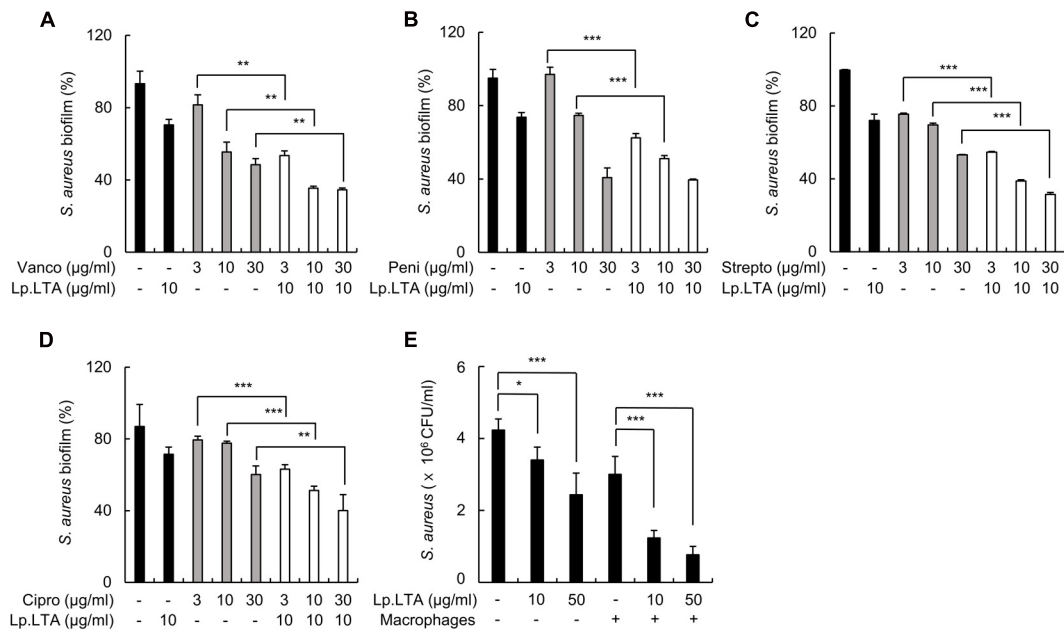 A
S. aureus biofilm (%)
120
80
40
0
** ** **
Vanco (µg/ml) - - 3 10 30 3 10 30
Lp.LTA (µg/ml) - 10 - - - 10 10 10
B
S. aureus biofilm (%)
120
80
40
0
*** ***
Peni (µg/ml) - - 3 10 30 3 10 30
Lp.LTA (µg/ml) - 10 - - - 10 10 10
C
S. aureus biofilm (%)
120
80
40
0
*** *** ***
Strepto (µg/ml) - - 3 10 30 3 10 30
Lp.LTA (µg/ml) - 10 - - - 10 10 10
D
S. aureus biofilm (%)
120
80
40
0
*** *** **
Cipro (µg/ml) - - 3 10 30 3 10 30
Lp.LTA (µg/ml) - 10 - - - 10 10 10
E
S. aureus ( x 10⁶ CFU/ml)
6
4
2
0
*** * *** ***
Lp.LTA (µg/ml) - 10 50 - 10 50
Macrophages - - - + + +